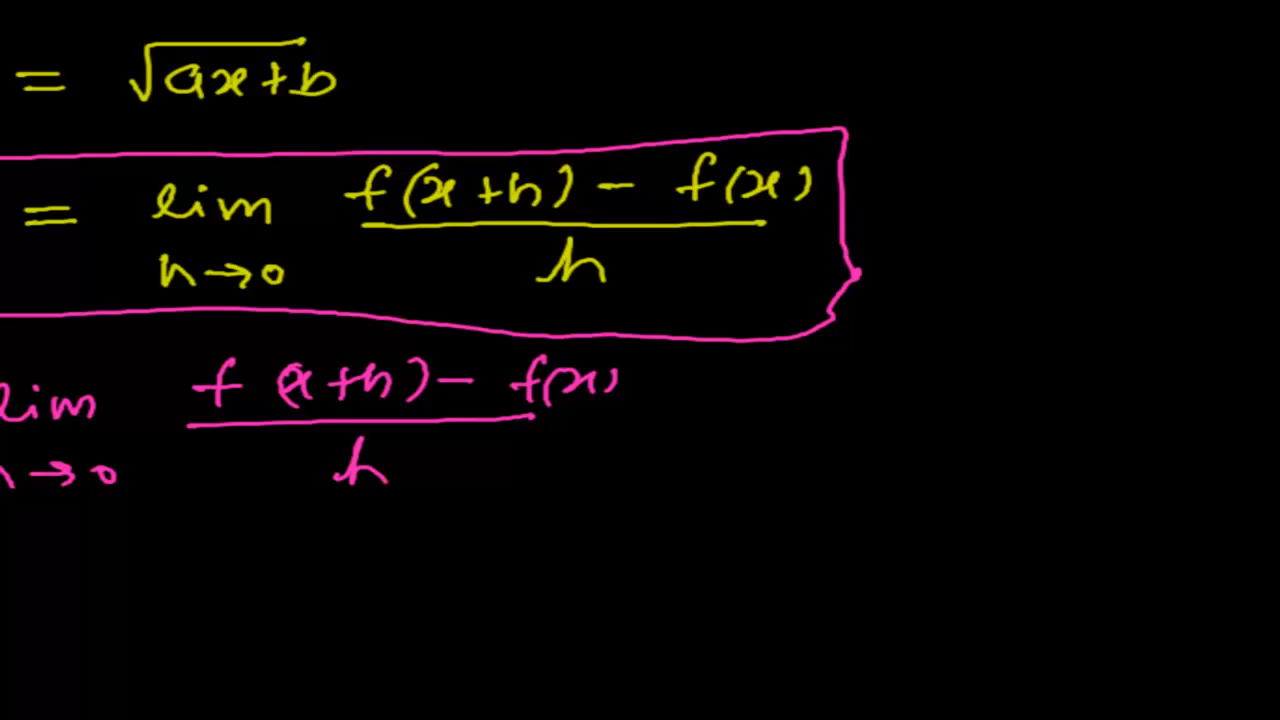 = √ax+b
= lim h→0 f(x+h) - f(x) / h
lim h→0 f(x+h) - f(x) / h